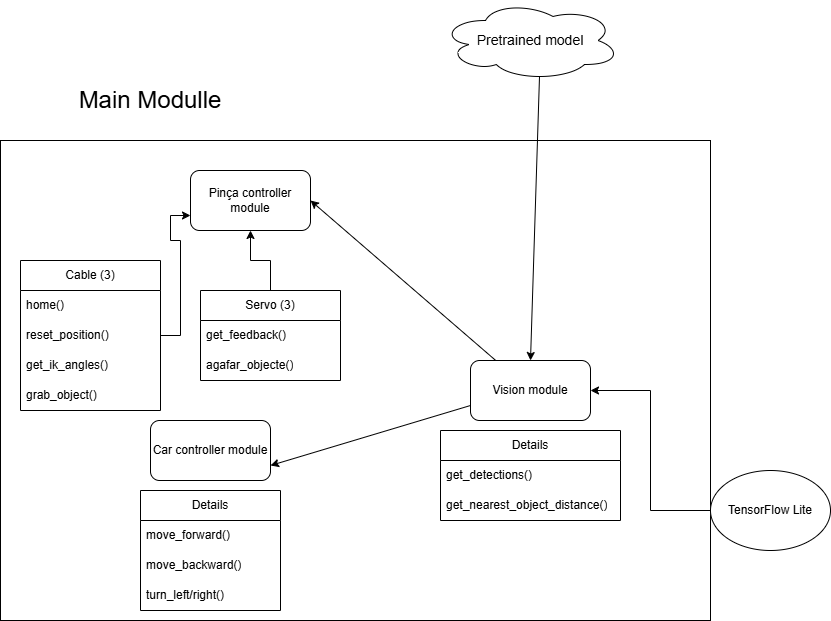 Pretrained model
Main Modulle
Pinça controller
module
Cable (3)
home()
reset_position()
get_ik_angles()
grab_object()
Servo (3)
get_feedback()
agafar_objecte()
Vision module
Details
get_detections()
get_nearest_object_distance()
Car controller module
Details
move_forward()
move_backward()
turn_left/right()
TensorFlow Lite